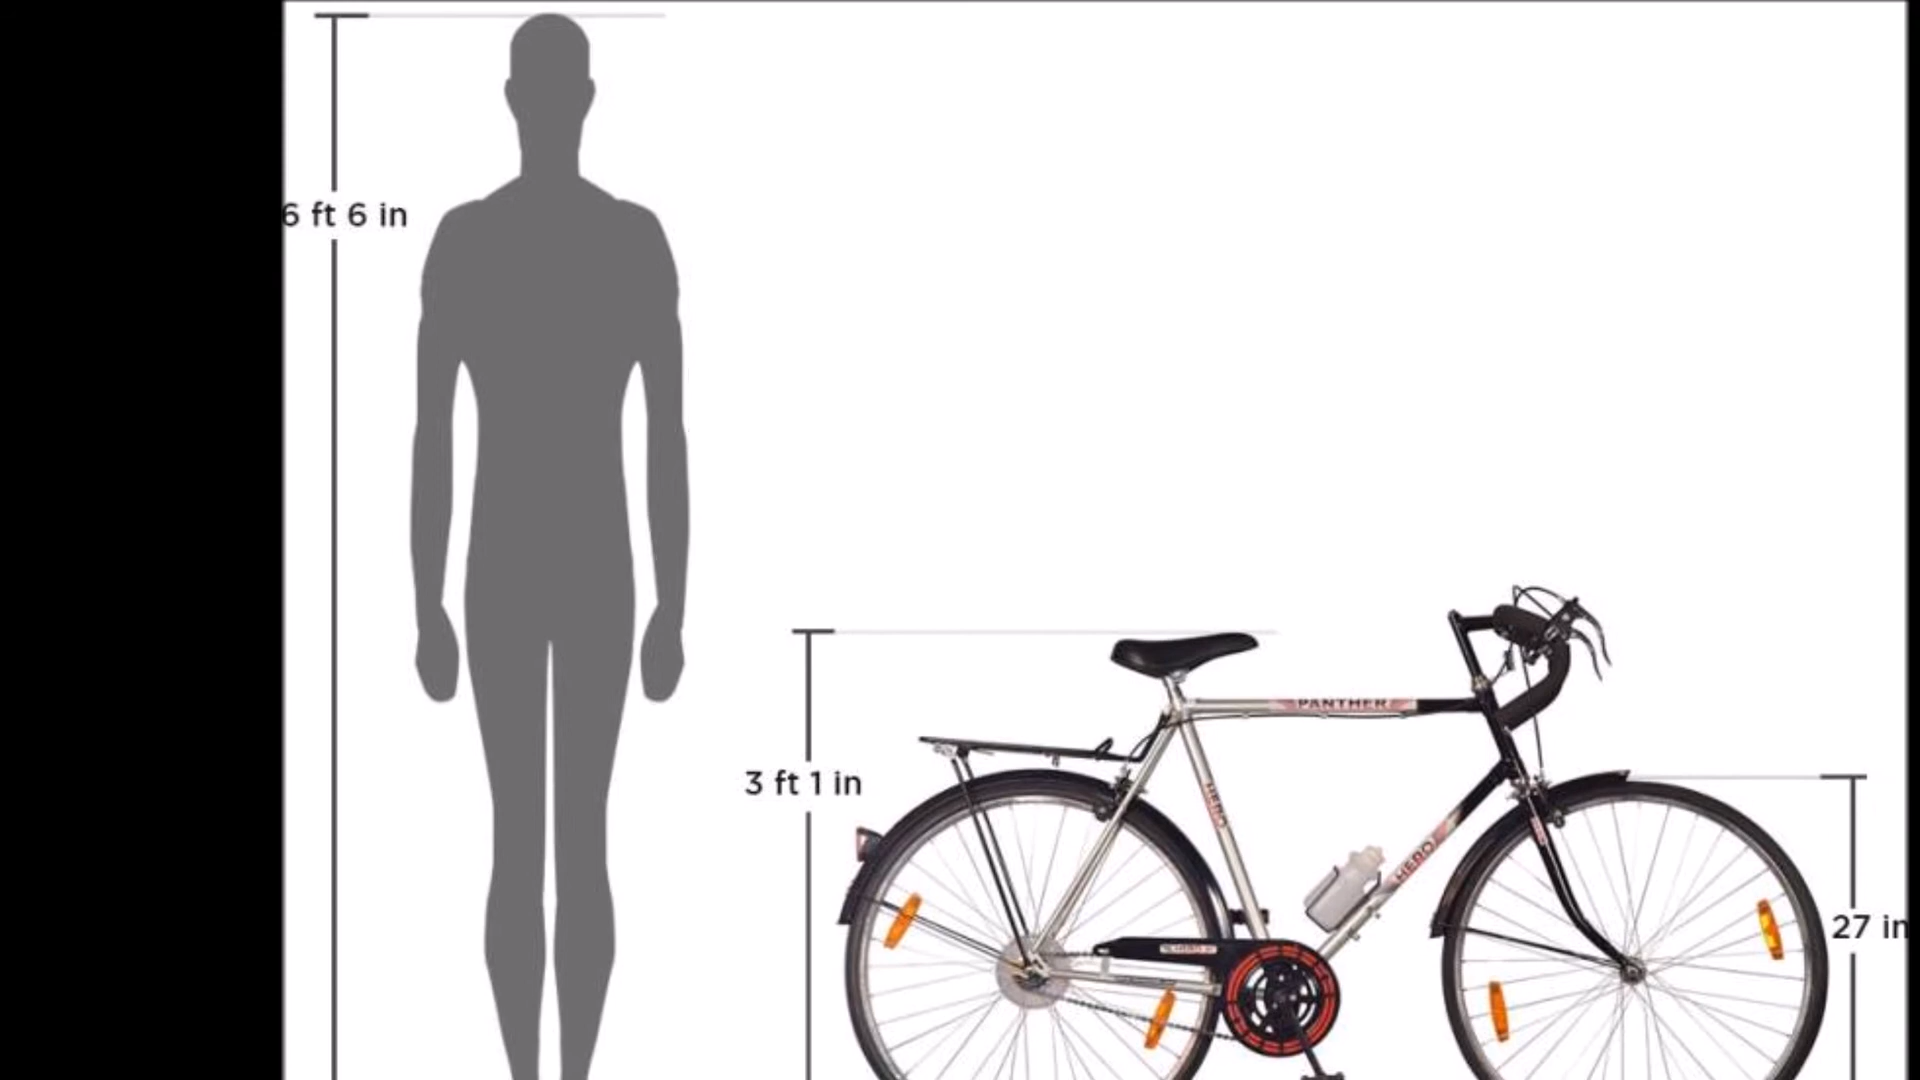 6 ft 6 in
PANTHER
3 ft 1 in
HERO
HERO
27 in